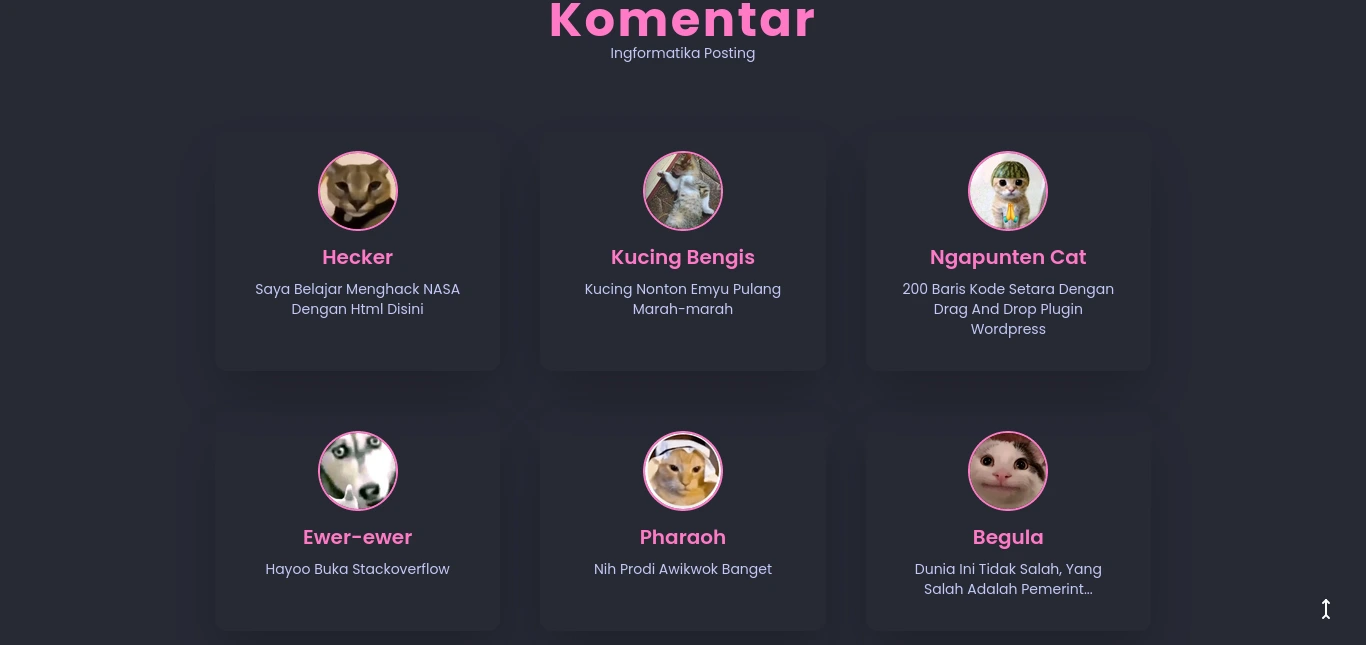 Komentar
Ingformatika Posting
Hecker
Saya Belajar Menghack NASA
Dengan Html Disini
Kucing Bengis
Kucing Nonton Emyu Pulang
Marah-marah
Ngapunten Cat
200 Baris Kode Setara Dengan
Drag And Drop Plugin
Wordpress
Ewer-ewer
Hayoo Buka Stackoverflow
Pharaoh
Nih Prodi Awikwok Banget
Begula
Dunia Ini Tidak Salah, Yang
Salah Adalah Pemerint...